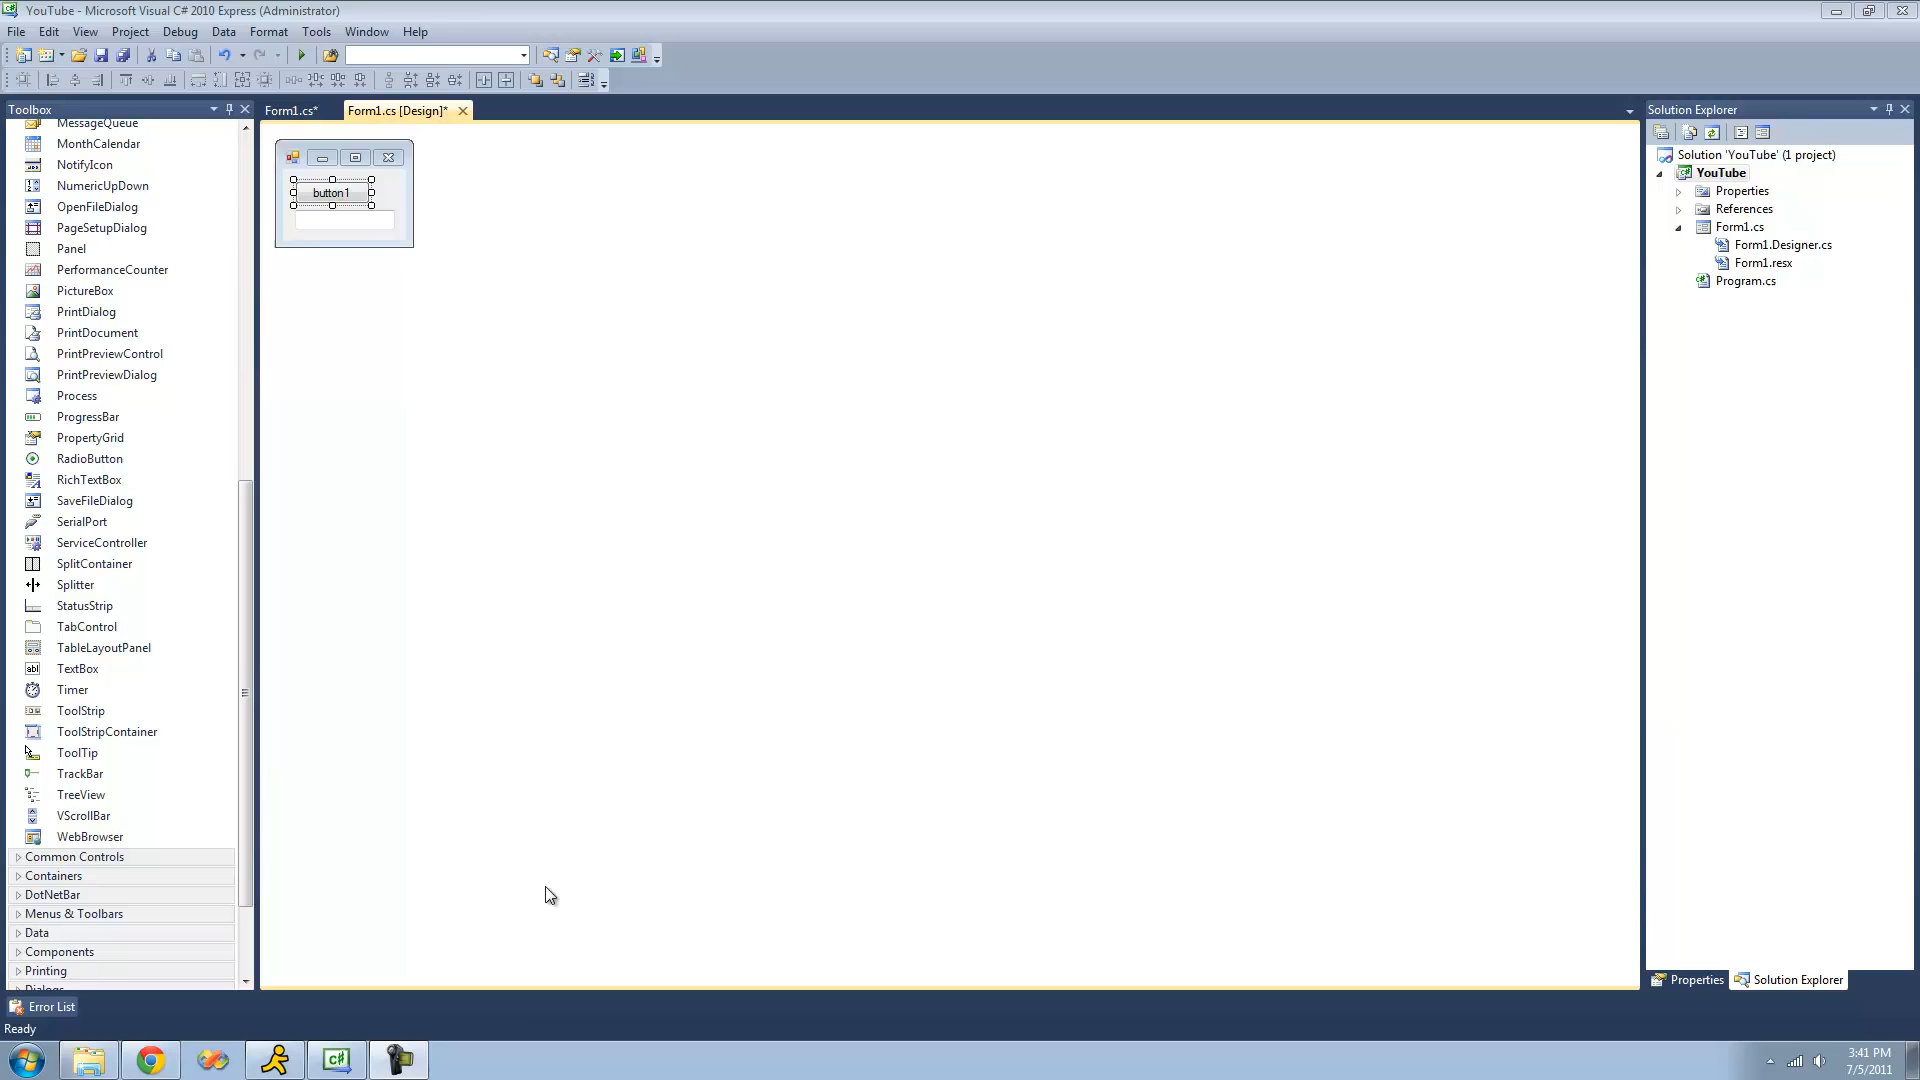 YouTube - Microsoft Visual C# 2010 Express (Administrator)
File Edit View Project Debug Data Format Tools Window Help
Toolbox
Form1.cs*
Form1.cs [Design]*
Solution Explorer
MessageQueue
MonthCalendar
NotifyIcon
NumericUpDown
OpenFileDialog
PageSetupDialog
Panel
PerformanceCounter
PictureBox
PrintDialog
PrintDocument
PrintPreviewControl
PrintPreviewDialog
Process
ProgressBar
PropertyGrid
RadioButton
RichTextBox
SaveFileDialog
SerialPort
ServiceController
SplitContainer
Splitter
StatusStrip
TabControl
TableLayoutPanel
TextBox
Timer
ToolStrip
ToolStripContainer
ToolTip
TrackBar
TreeView
VScrollBar
WebBrowser
Common Controls
Containers
DotNetBar
Menus & Toolbars
Data
Components
Printing
Dialogs
button1
Solution 'YouTube' (1 project)
YouTube
Properties
References
Form1.cs
Form1.Designer.cs
Form1.resx
Program.cs
Properties
Solution Explorer
Error List
Ready
3:41 PM
7/5/2011